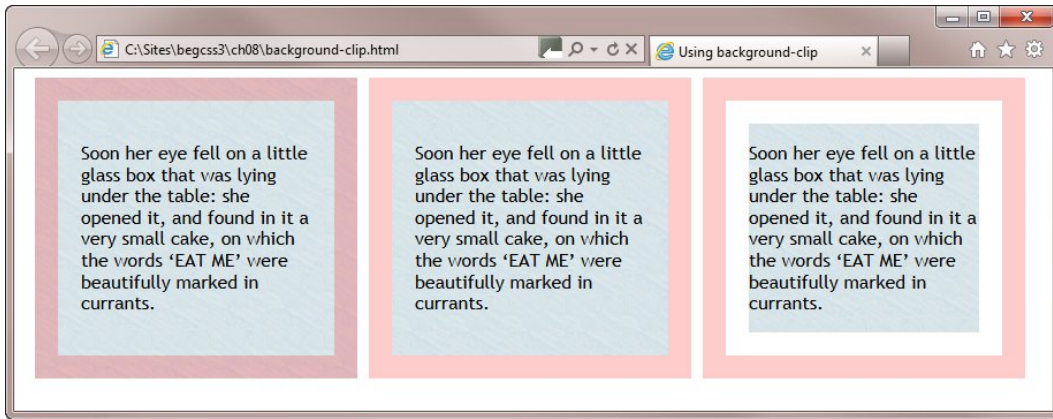 C:\Sites\begcss3\ch08\background-clip.html
Using background-clip
Soon her eye fell on a little
glass box that was lying
under the table: she
opened it, and found in it a
very small cake, on which
the words ‘EAT ME’ were
beautifully marked in
currants.
Soon her eye fell on a little
glass box that was lying
under the table: she
opened it, and found in it a
very small cake, on which
the words ‘EAT ME’ were
beautifully marked in
currants.
Soon her eye fell on a little
glass box that was lying
under the table: she
opened it, and found in it a
very small cake, on which
the words ‘EAT ME’ were
beautifully marked in
currants.